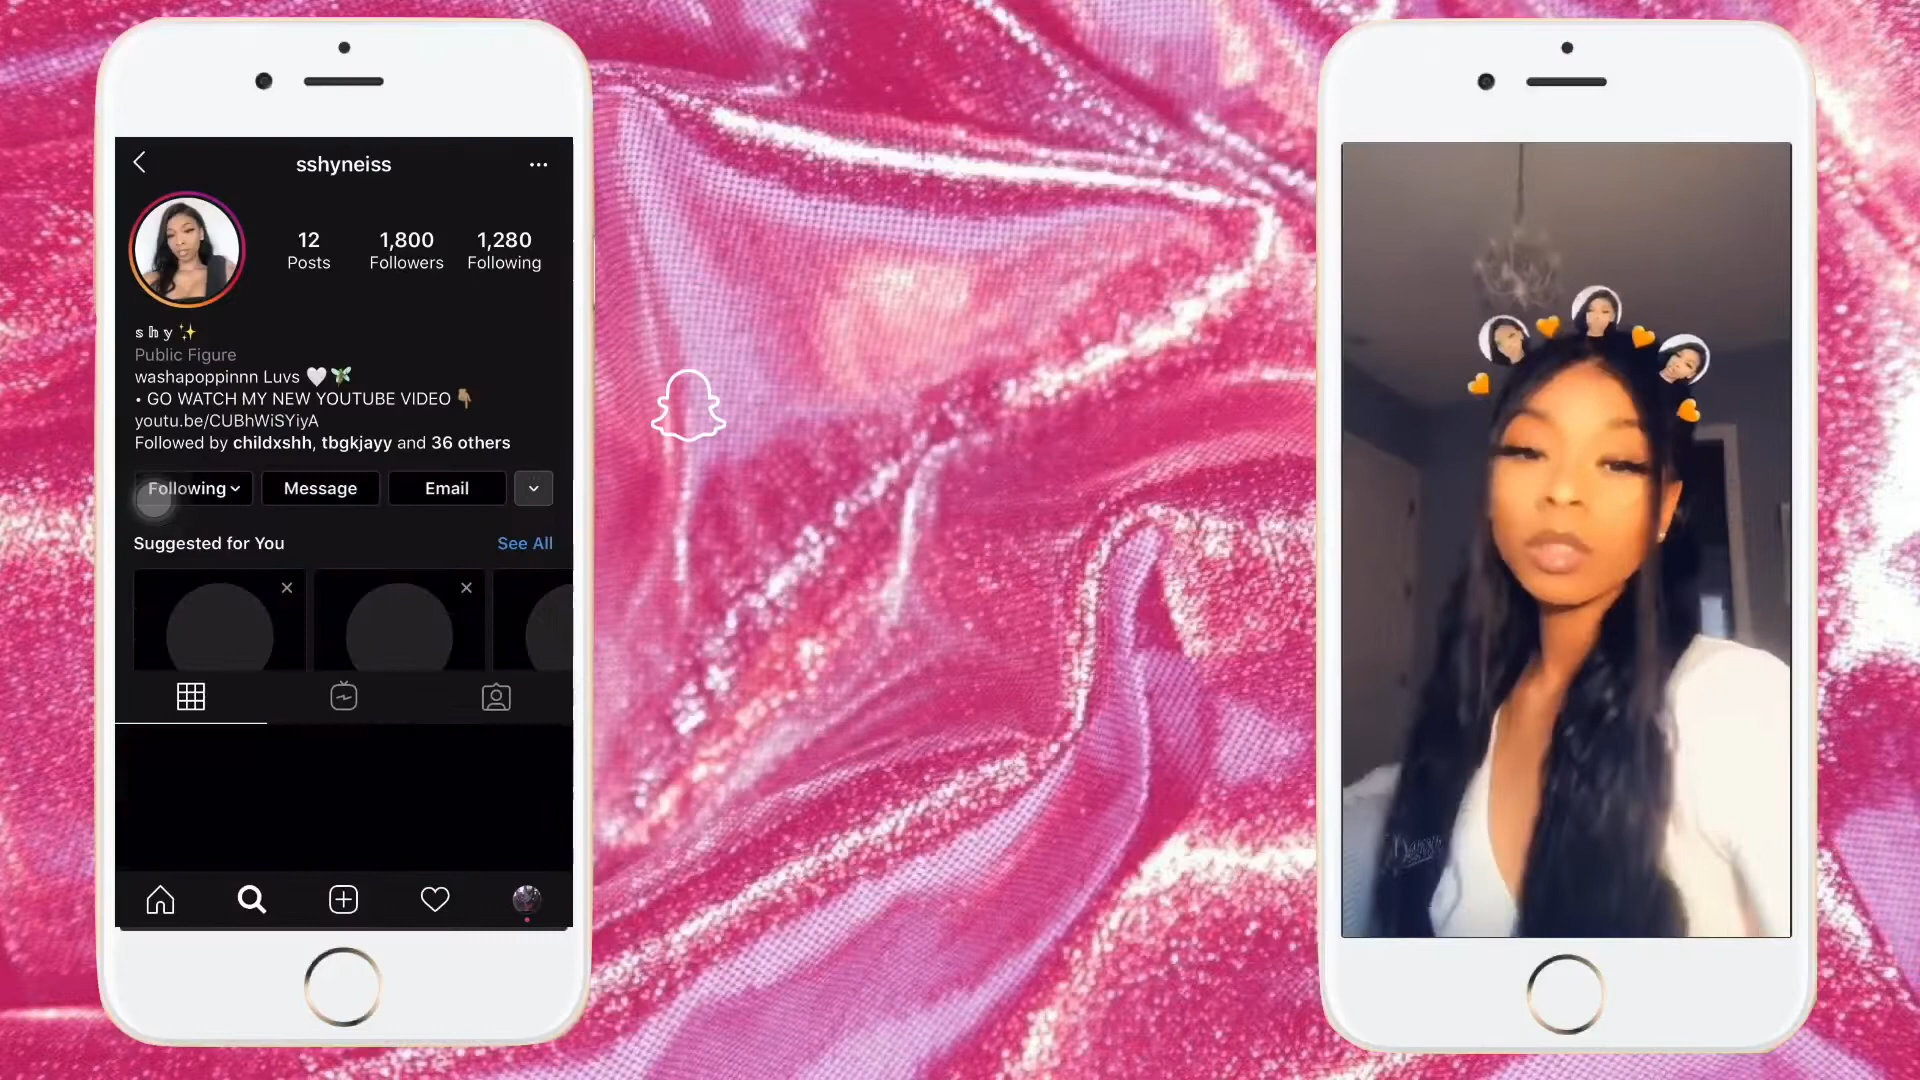 sshyneiss
12 1,800 1,280
Posts Followers Following
𝕤 𝕙 𝕪 ✨
Public Figure
washapoppinnn Luvs 🤍💸
• GO WATCH MY NEW YOUTUBE VIDEO 👇🏽
youtu.be/CUBhWiSYiyA
Followed by childxshh, tbgkjayy and 36 others
Following Message Email
Suggested for You See All